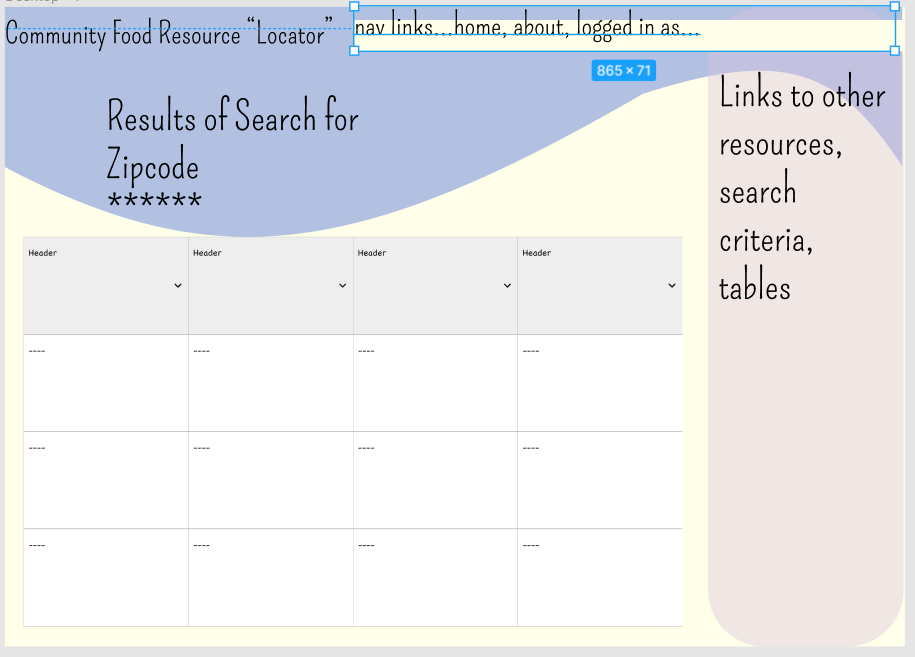 Community Food Resource “Locator”
nav links...home, about, logged in as...
865 × 71
Results of Search for
Zipcode
******
Links to other
resources,
search
criteria,
tables
Header Header Header Header
---- ---- ---- ----
---- ---- ---- ----
---- ---- ---- ----